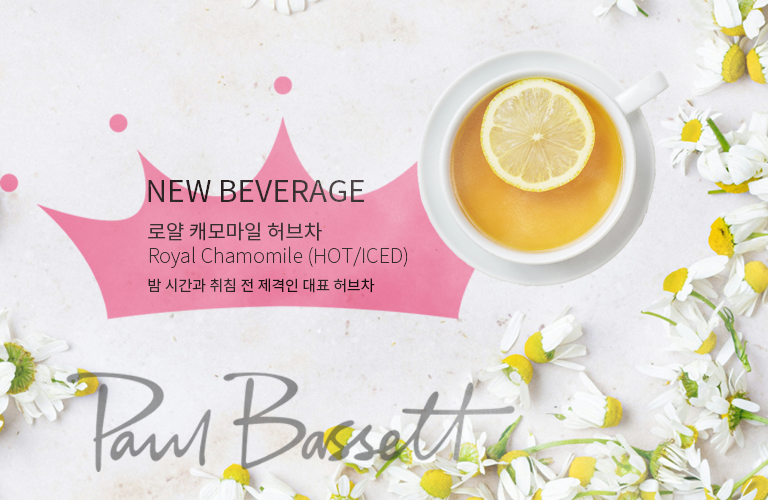 NEW BEVERAGE
로얄 캐모마일 허브차
Royal Chamomile (HOT/ICED)
밤 시간과 취침 전 제격인 대표 허브차
Paul Bassett